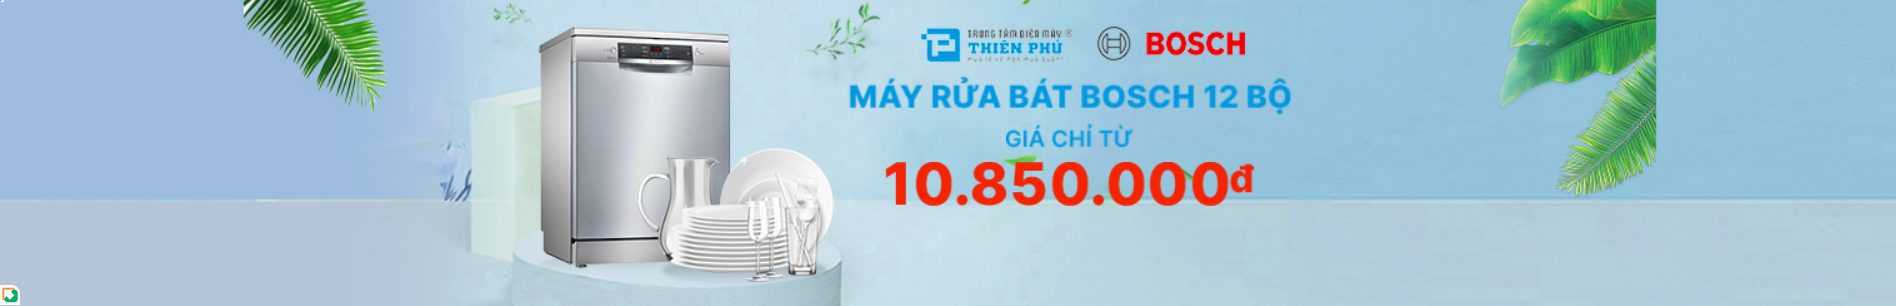 TRUNG TÂM ĐIỆN MÁY ®
THIÊN PHÚ
BOSCH
MÁY RỬA BÁT BOSCH 12 BỘ
GIÁ CHỈ TỪ
10.850.000đ